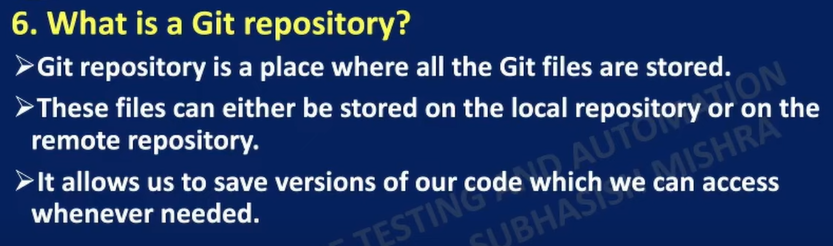 6. What is a Git repository?
➢Git repository is a place where all the Git files are stored.
➢These files can either be stored on the local repository or on the
remote repository.
➢It allows us to save versions of our code which we can access
whenever needed.
TESTING AND AUTOMATION
SUBHASISH MISHRA